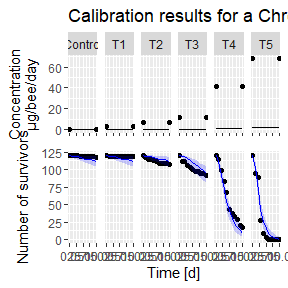 Calibration results for a Chr
Contro T1 T2 T3 T4 T5
Concentration
µg/bee/day
60
40
20
0
Number of survivors
125
100
75
50
25
0
Time [d]